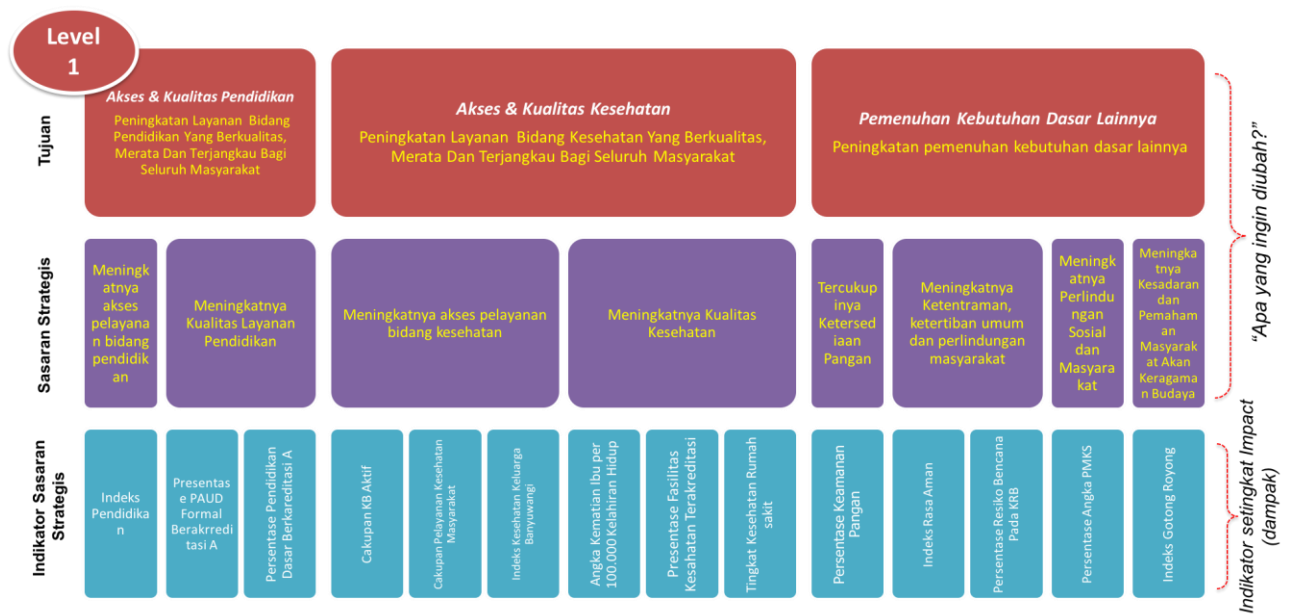 Level
1
Tujuan
Akses & Kualitas Pendidikan
Peningkatan Layanan Bidang
Pendidikan Yang Berkualitas,
Merata Dan Terjangkau Bagi
Seluruh Masyarakat
Akses & Kualitas Kesehatan
Peningkatan Layanan Bidang Kesehatan Yang Berkualitas,
Merata Dan Terjangkau Bagi Seluruh Masyarakat
Pemenuhan Kebutuhan Dasar Lainnya
Peningkatan pemenuhan kebutuhan dasar lainnya
"Apa yang ingin diubah?"
Sasaran Strategis
Meningk
atnya
akses
pelayana
n bidang
pendidik
an
Meningkatnya
Kualitas Layanan
Pendidikan
Meningkatnya akses pelayanan
bidang kesehatan
Meningkatnya Kualitas
Kesehatan
Tercukup
inya
Ketersed
iaan
Pangan
Meningkatnya
Ketentraman,
ketertiban umum
dan perlindungan
masyarakat
Meningk
atnya
Perlindu
ngan
Sosial
dan
Masyara
kat
Meningka
tnya
Kesadaran
dan
Pemaham
an
Masyarak
at Akan
Keragama
n Budaya
Indikator Sasaran
Strategis
Indeks
Pendidika
n
Presentas
e PAUD
Formal
Berakrredi
tasi A
Persentase Pendidikan
Dasar Berkareditasi A
Cakupan KB Aktif
Cakupan Pelayanan Kesehatan
Masyarakat
Indeks Kesehatan Keluarga
Banyuwangi
Angka Kematian Ibu per
100.000 Kelahiran Hidup
Presentase Fasilitas
Kesahatan Terakreditasi
Tingkat Kesehatan Rumah
sakit
Persentase Keamanan
Pangan
Indeks Rasa Aman
Persentase Resiko Bencana
Pada KRB
Persentase Angka PMKS
Indeks Gotong Royong
Indikator setingkat Impact
(dampak)